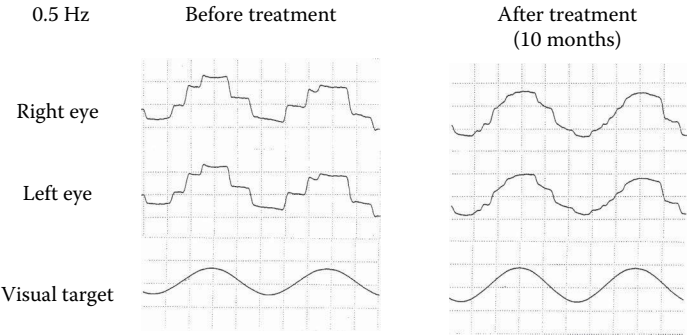 0.5 Hz Before treatment After treatment
(10 months)
Right eye
Left eye
Visual target